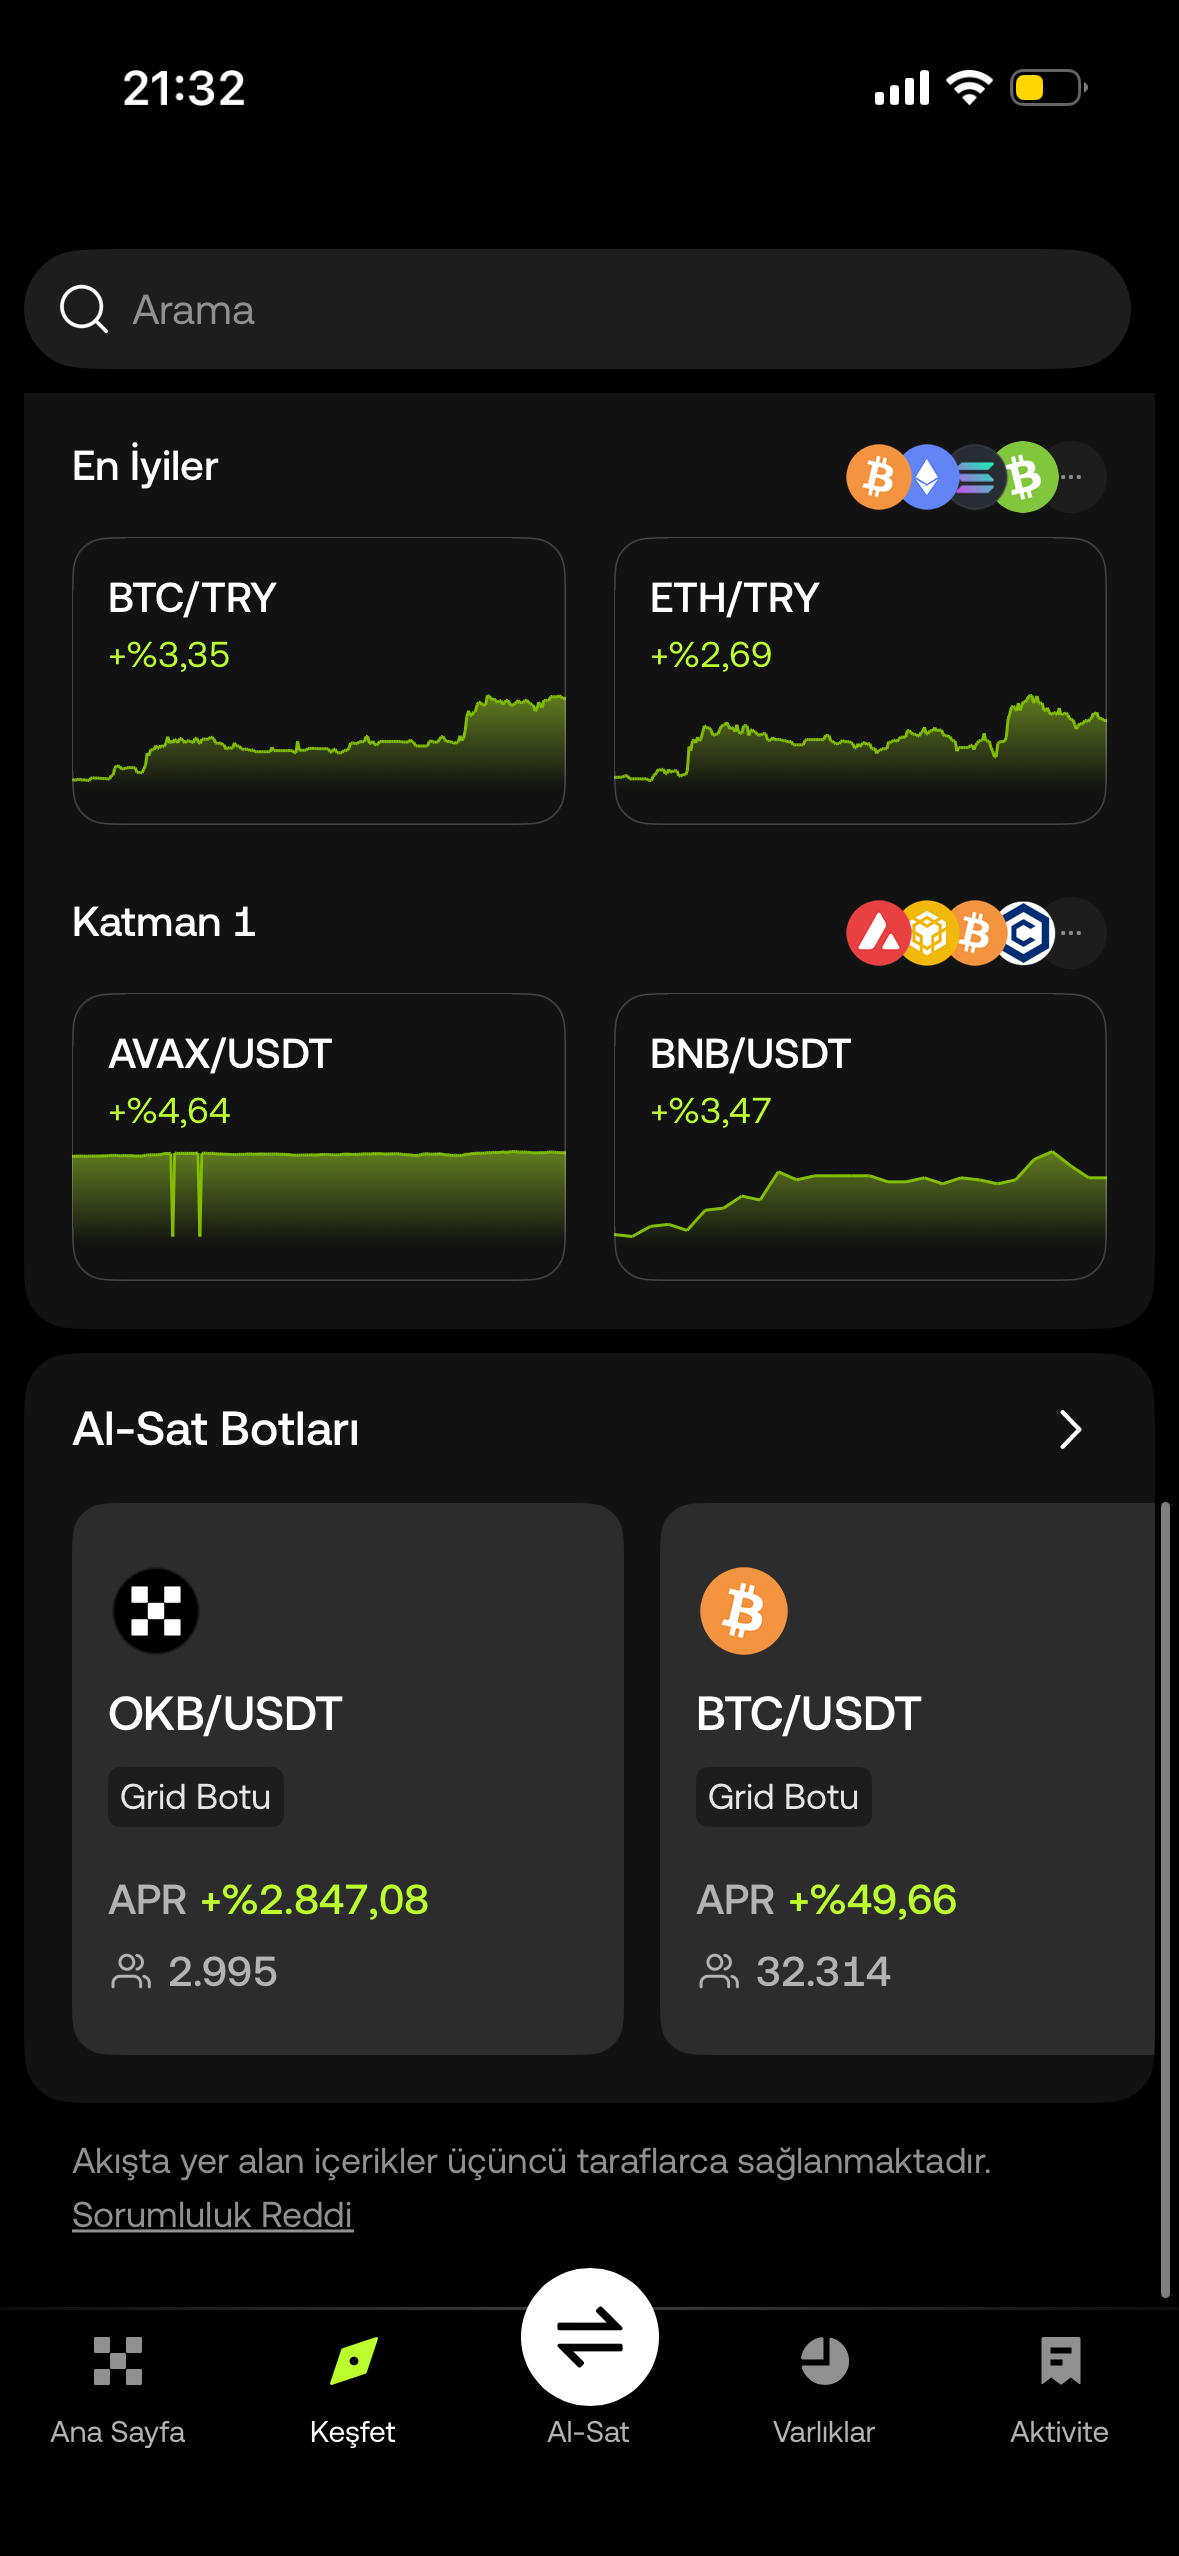 21:32
Arama
En İyiler
BTC/TRY
+%3,35
ETH/TRY
+%2,69
Katman 1
AVAX/USDT
+%4,64
BNB/USDT
+%3,47
Al-Sat Botları
OKB/USDT
Grid Botu
APR +%2.847,08
2.995
BTC/USDT
Grid Botu
APR +%49,66
32.314
Akışta yer alan içerikler üçüncü taraflarca sağlanmaktadır.
Sorumluluk Reddi
Ana Sayfa
Keşfet
Al-Sat
Varlıklar
Aktivite